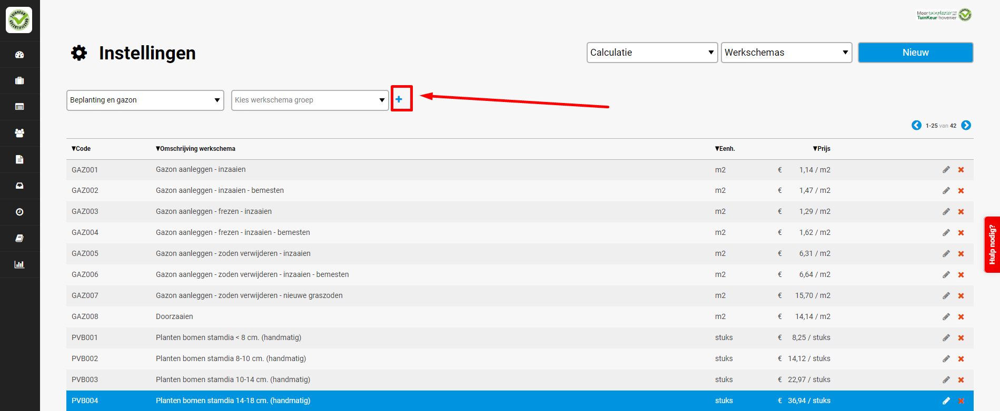 TUINKEUR
GECERTIFICEERD
Meer tuinplezier met een
TuinKeur-hovenier
Instellingen
Calculatie
Werkschemas
Nieuw
Beplanting en gazon
Kies werkschema groep
1-25 van 42
Code Omschrijving werkschema Eenh. Prijs
GAZ001 Gazon aanleggen - inzaaien m2 € 1,14 / m2
GAZ002 Gazon aanleggen - inzaaien - bemesten m2 € 1,47 / m2
GAZ003 Gazon aanleggen - frezen - inzaaien m2 € 1,29 / m2
GAZ004 Gazon aanleggen - frezen - inzaaien - bemesten m2 € 1,62 / m2
GAZ005 Gazon aanleggen - zoden verwijderen - inzaaien m2 € 6,31 / m2
GAZ006 Gazon aanleggen - zoden verwijderen - inzaaien - bemesten m2 € 6,64 / m2
GAZ007 Gazon aanleggen - zoden verwijderen - nieuwe graszoden m2 € 15,70 / m2
GAZ008 Doorzaaien m2 € 14,14 / m2
PVB001 Planten bomen stamdia < 8 cm. (handmatig) stuks € 8,25 / stuks
PVB002 Planten bomen stamdia 8-10 cm. (handmatig) stuks € 14,12 / stuks
PVB003 Planten bomen stamdia 10-14 cm. (handmatig) stuks € 22,97 / stuks
PVB004 Planten bomen stamdia 14-18 cm. (handmatig) stuks € 36,94 / stuks
Hulp nodig?